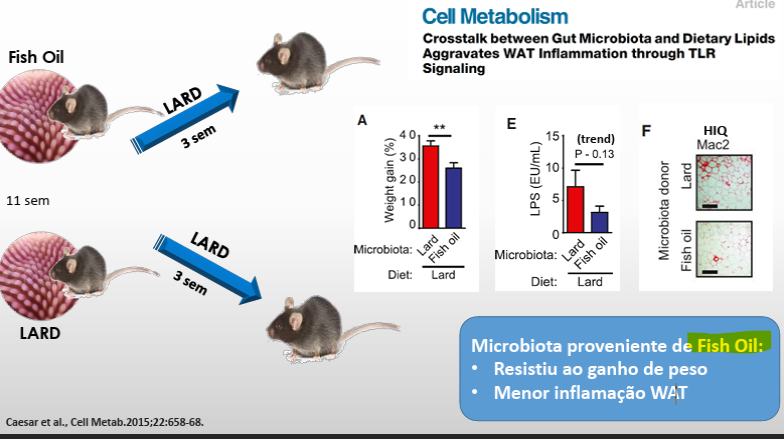 Article
Cell Metabolism
Crosstalk between Gut Microbiota and Dietary Lipids
Aggravates WAT Inflammation through TLR
Signaling
Fish Oil
LARD
3 sem
11 sem
LARD
3 sem
LARD
A
**
Weight gain (%)
40
30
20
10
0
Microbiota:
Lard
Fish oil
Diet:
Lard
E
(trend)
P - 0.13
LPS (EU/mL)
15
10
5
0
Microbiota:
Lard
Fish oil
Diet:
Lard
F
HIQ
Mac2
Microbiota donor
Lard
Fish oil
Microbiota proveniente de Fish Oil:
• Resistiu ao ganho de peso
• Menor inflamação WAT
Caesar et al., Cell Metab.2015;22:658-68.